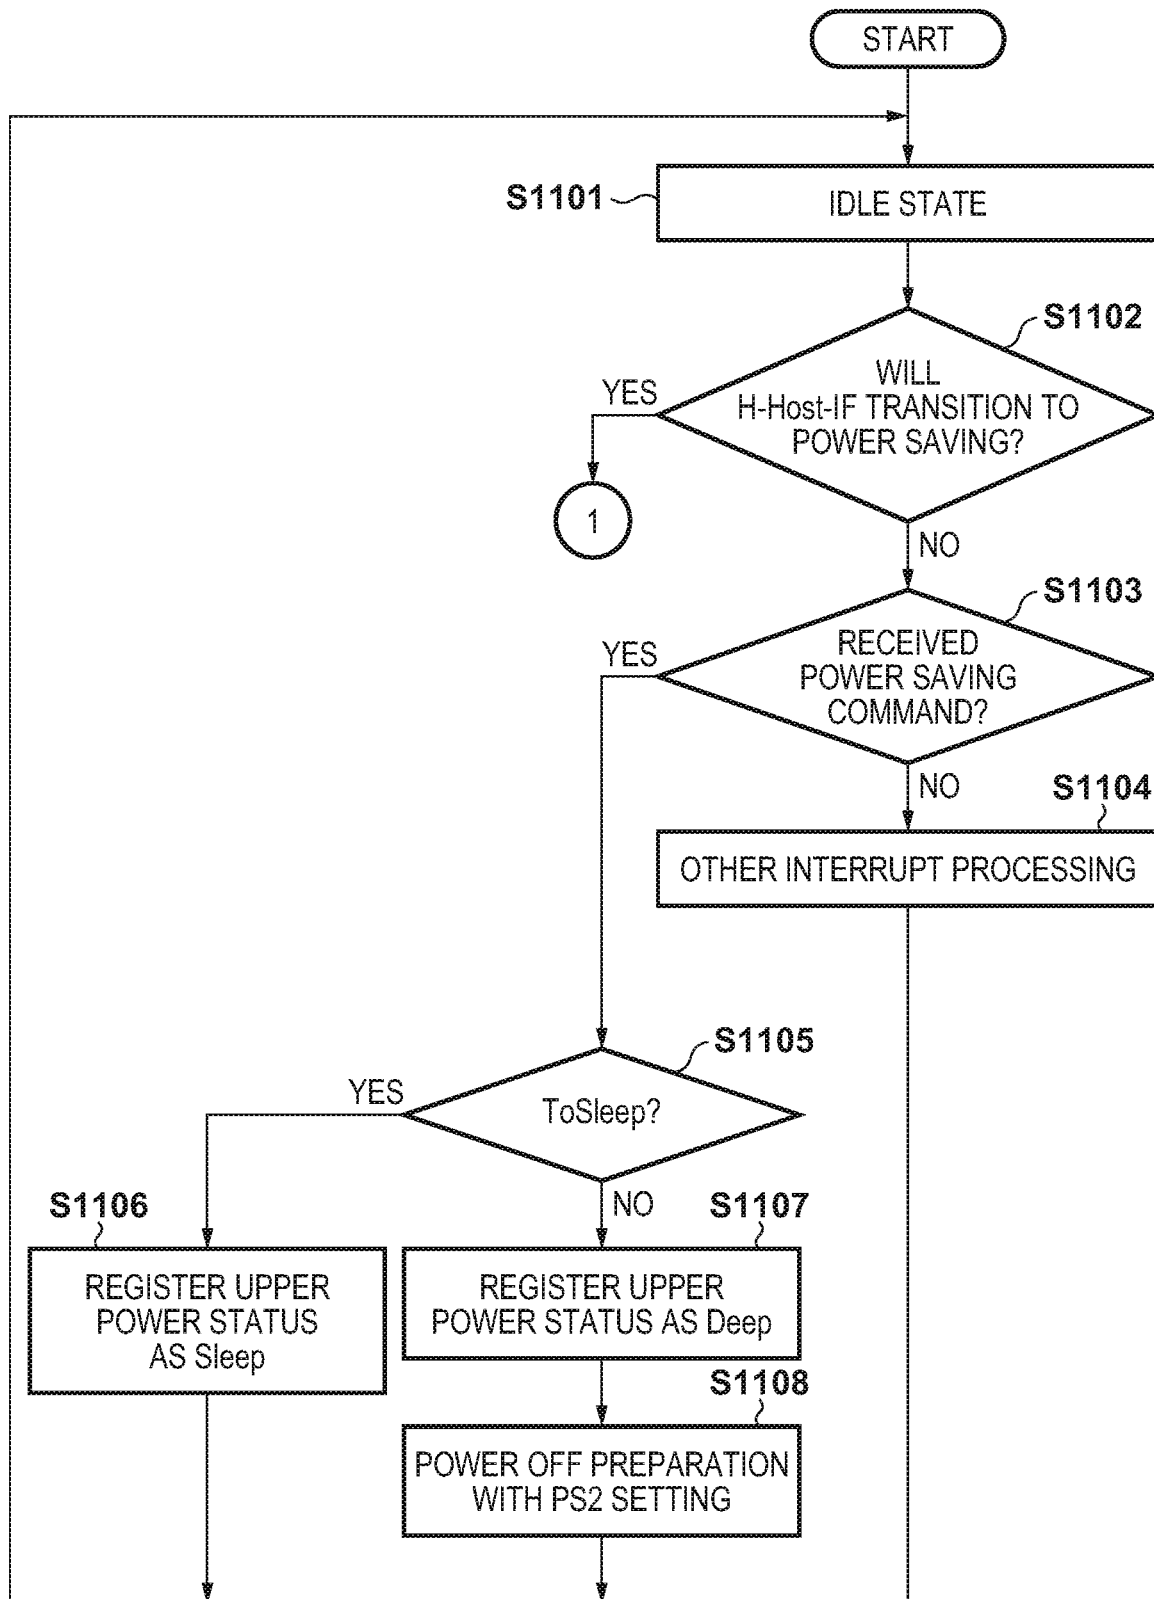 START
S1101
IDLE STATE
S1102
WILL
H-Host-IF TRANSITION TO
POWER SAVING?
YES
1
NO
S1103
RECEIVED
POWER SAVING
COMMAND?
YES
NO
S1104
OTHER INTERRUPT PROCESSING
S1105
ToSleep?
YES
NO
S1106
REGISTER UPPER
POWER STATUS
AS Sleep
S1107
REGISTER UPPER
POWER STATUS AS Deep
S1108
POWER OFF PREPARATION
WITH PS2 SETTING